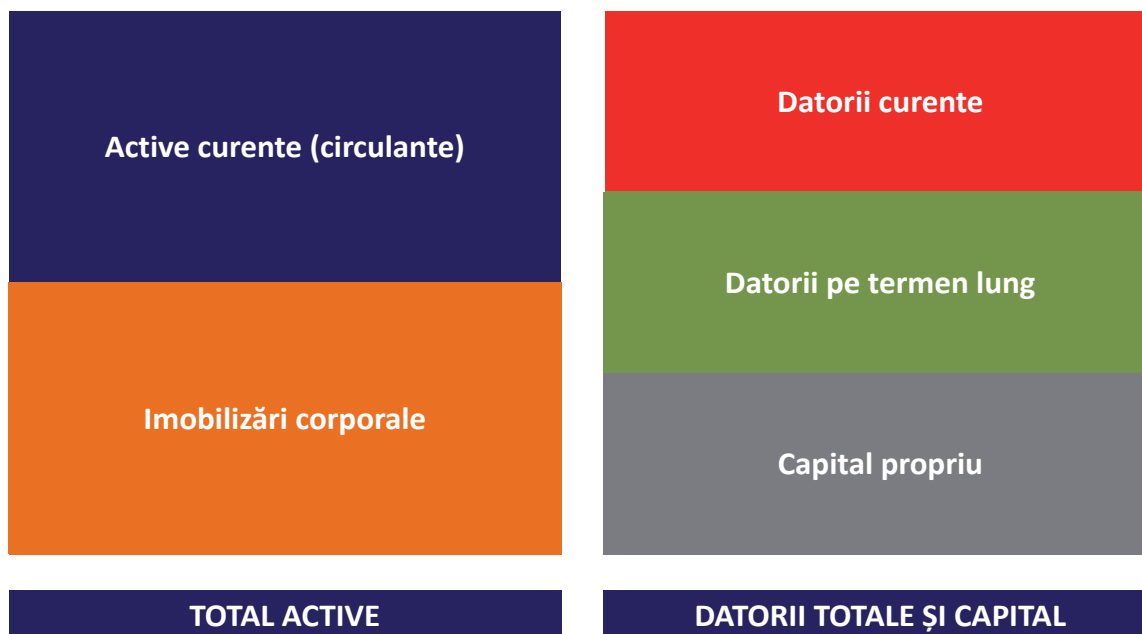 Active curente (circulante)
Imobilizări corporale
TOTAL ACTIVE
Datorii curente
Datorii pe termen lung
Capital propriu
DATORII TOTALE ȘI CAPITAL